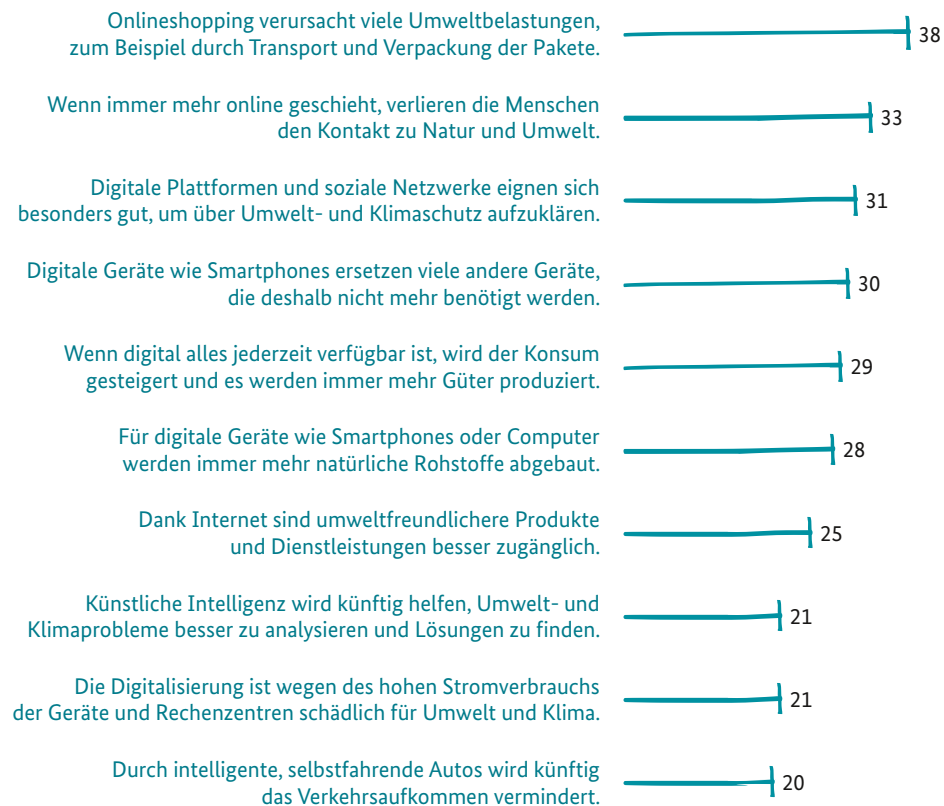 Onlineshopping verursacht viele Umweltbelastungen,
zum Beispiel durch Transport und Verpackung der Pakete.
38
Wenn immer mehr online geschieht, verlieren die Menschen
den Kontakt zu Natur und Umwelt.
33
Digitale Plattformen und soziale Netzwerke eignen sich
besonders gut, um über Umwelt- und Klimaschutz aufzuklären.
31
Digitale Geräte wie Smartphones ersetzen viele andere Geräte,
die deshalb nicht mehr benötigt werden.
30
Wenn digital alles jederzeit verfügbar ist, wird der Konsum
gesteigert und es werden immer mehr Güter produziert.
29
Für digitale Geräte wie Smartphones oder Computer
werden immer mehr natürliche Rohstoffe abgebaut.
28
Dank Internet sind umweltfreundlichere Produkte
und Dienstleistungen besser zugänglich.
25
Künstliche Intelligenz wird künftig helfen, Umwelt- und
Klimaprobleme besser zu analysieren und Lösungen zu finden.
21
Die Digitalisierung ist wegen des hohen Stromverbrauchs
der Geräte und Rechenzentren schädlich für Umwelt und Klima.
21
Durch intelligente, selbstfahrende Autos wird künftig
das Verkehrsaufkommen vermindert.
20